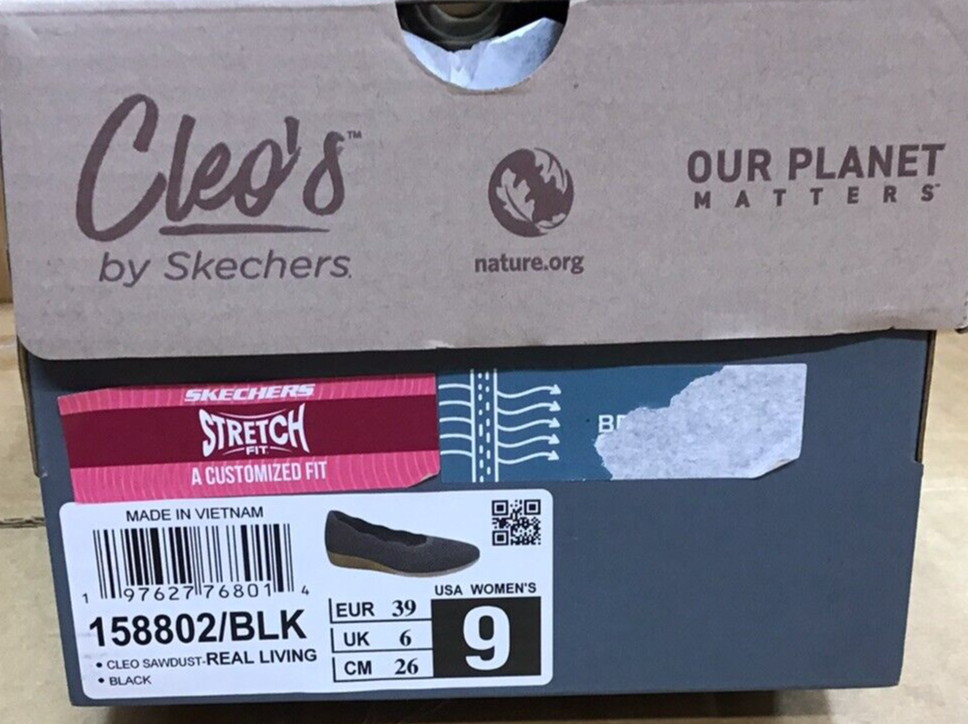 Cleo's™
by Skechers.
nature.org
OUR PLANET
MATTERS™
SKECHERS
STRETCH
FIT
A CUSTOMIZED FIT
MADE IN VIETNAM
1 97627 76801 4
158802/BLK
• CLEO SAWDUST-REAL LIVING
• BLACK
EUR 39
UK 6
CM 26
USA WOMEN'S
9